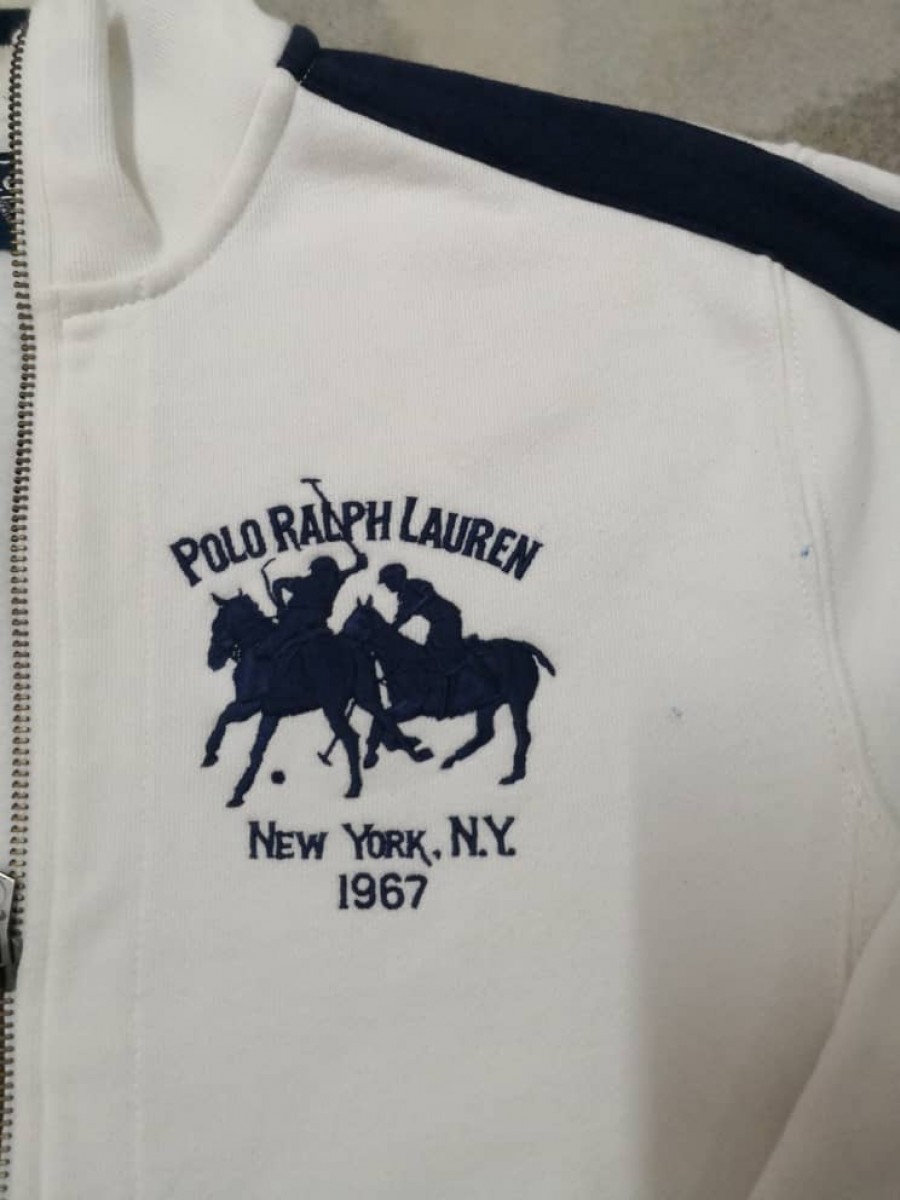 POLO RALPH LAUREN
NEW YORK, N.Y.
1967